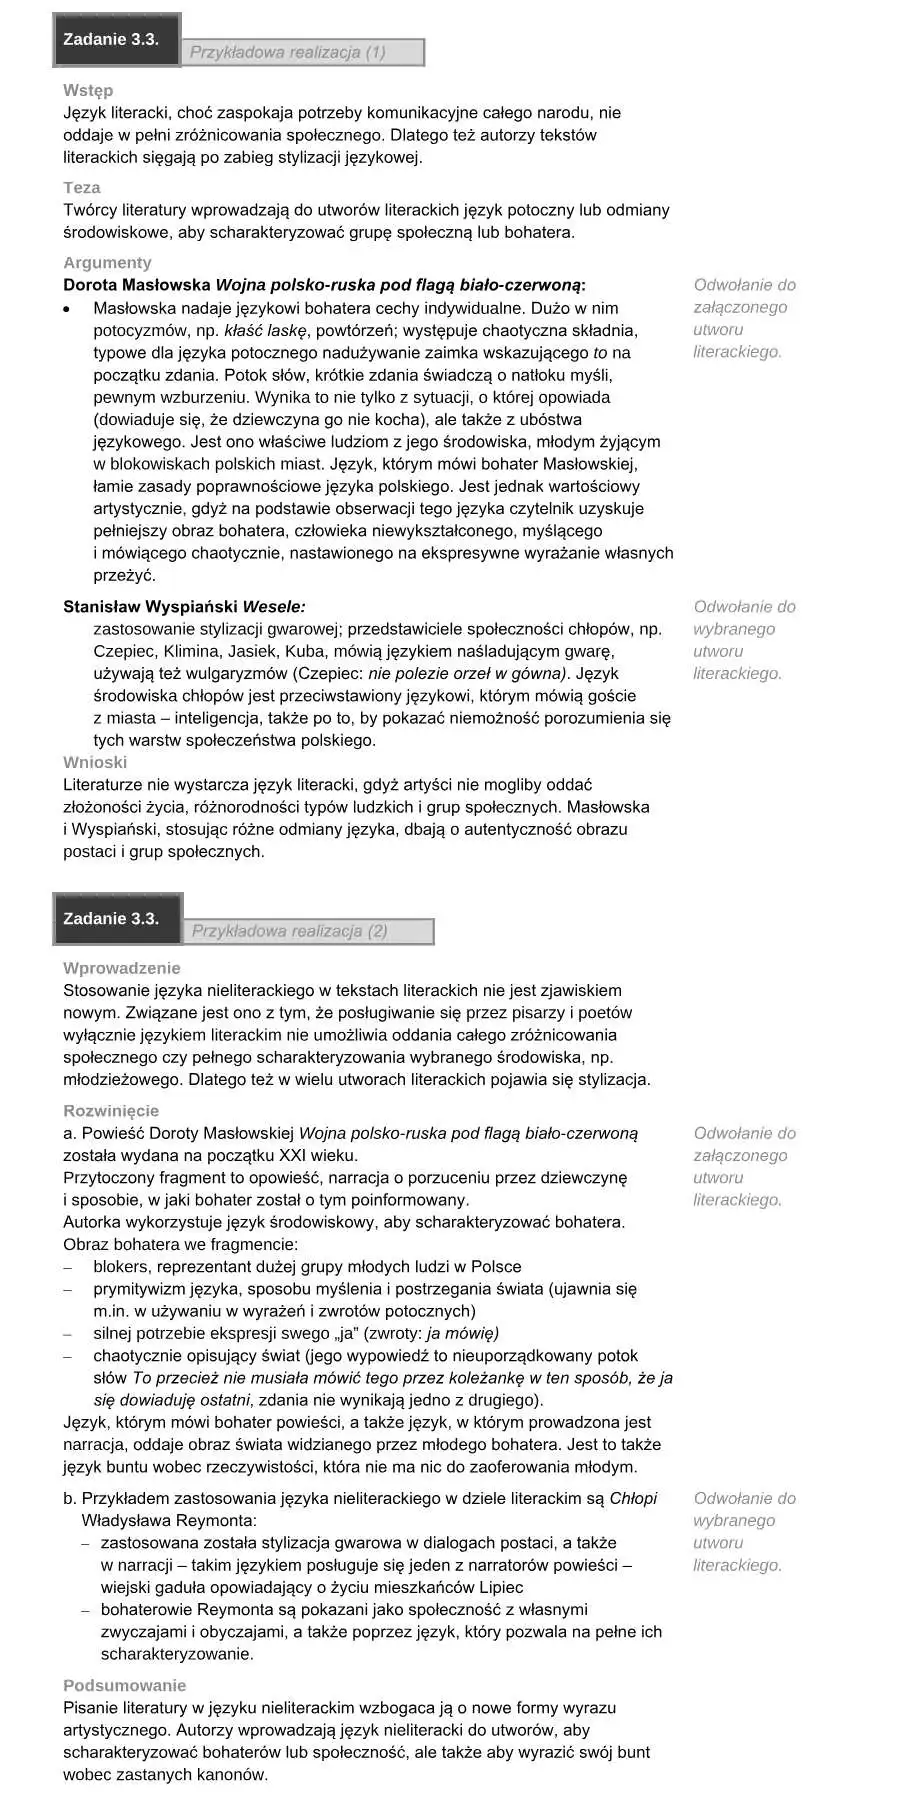 Zadanie 3.3.
Przykładowa realizacja (1)
Wstęp
Język literacki, choć zaspokaja potrzeby komunikacyjne całego narodu, nie
oddaje w pełni zróżnicowania społecznego. Dlatego też autorzy tekstów
literackich sięgają po zabieg stylizacji językowej.
Teza
Twórcy literatury wprowadzają do utworów literackich język potoczny lub odmiany
środowiskowe, aby scharakteryzować grupę społeczną lub bohatera.
Argumenty
Dorota Masłowska Wojna polsko-ruska pod flagą biało-czerwoną:
• Masłowska nadaje językowi bohatera cechy indywidualne. Dużo w nim
potocyzmów, np. kłaść laskę, powtórzeń; występuje chaotyczna składnia,
typowe dla języka potocznego nadużywanie zaimka wskazującego to na
początku zdania. Potok słów, krótkie zdania świadczą o natłoku myśli,
pewnym wzburzeniu. Wynika to nie tylko z sytuacji, o której opowiada
(dowiaduje się, że dziewczyna go nie kocha), ale także z ubóstwa
językowego. Jest ono właściwe ludziom z jego środowiska, młodym żyjącym
w blokowiskach polskich miast. Język, którym mówi bohater Masłowskiej,
łamie zasady poprawnościowe języka polskiego. Jest jednak wartościowy
artystycznie, gdyż na podstawie obserwacji tego języka czytelnik uzyskuje
pełniejszy obraz bohatera, człowieka niewykształconego, myślącego
i mówiącego chaotycznie, nastawionego na ekspresywne wyrażanie własnych
przeżyć.
Odwołanie do
załączonego
utworu
literackiego.
Stanisław Wyspiański Wesele:
zastosowanie stylizacji gwarowej; przedstawiciele społeczności chłopów, np.
Czepiec, Klimina, Jasiek, Kuba, mówią językiem naśladującym gwarę,
używają też wulgaryzmów (Czepiec: nie polezie orzeł w gówna). Język
środowiska chłopów jest przeciwstawiony językowi, którym mówią goście
z miasta – inteligencja, także po to, by pokazać niemożność porozumienia się
tych warstw społeczeństwa polskiego.
Odwołanie do
wybranego
utworu
literackiego.
Wnioski
Literaturze nie wystarcza język literacki, gdyż artyści nie mogliby oddać
złożoności życia, różnorodności typów ludzkich i grup społecznych. Masłowska
i Wyspiański, stosując różne odmiany języka, dbają o autentyczność obrazu
postaci i grup społecznych.
Zadanie 3.3.
Przykładowa realizacja (2)
Wprowadzenie
Stosowanie języka nieliterackiego w tekstach literackich nie jest zjawiskiem
nowym. Związane jest ono z tym, że posługiwanie się przez pisarzy i poetów
wyłącznie językiem literackim nie umożliwia oddania całego zróżnicowania
społecznego czy pełnego scharakteryzowania wybranego środowiska, np.
młodzieżowego. Dlatego też w wielu utworach literackich pojawia się stylizacja.
Rozwinięcie
a. Powieść Doroty Masłowskiej Wojna polsko-ruska pod flagą biało-czerwoną
została wydana na początku XXI wieku.
Przytoczony fragment to opowieść, narracja o porzuceniu przez dziewczynę
i sposobie, w jaki bohater został o tym poinformowany.
Autorka wykorzystuje język środowiskowy, aby scharakteryzować bohatera.
Obraz bohatera we fragmencie:
– blokers, reprezentant dużej grupy młodych ludzi w Polsce
– prymitywizm języka, sposobu myślenia i postrzegania świata (ujawnia się
m.in. w używaniu w wyrażeń i zwrotów potocznych)
– silnej potrzebie ekspresji swego „ja” (zwroty: ja mówię)
– chaotycznie opisujący świat (jego wypowiedź to nieuporządkowany potok
słów To przecież nie musiała mówić tego przez koleżankę w ten sposób, że ja
się dowiaduję ostatni, zdania nie wynikają jedno z drugiego).
Język, którym mówi bohater powieści, a także język, w którym prowadzona jest
narracja, oddaje obraz świata widzianego przez młodego bohatera. Jest to także
język buntu wobec rzeczywistości, która nie ma nic do zaoferowania młodym.
Odwołanie do
załączonego
utworu
literackiego.
b. Przykładem zastosowania języka nieliterackiego w dziele literackim są Chłopi
Władysława Reymonta:
– zastosowana została stylizacja gwarowa w dialogach postaci, a także
w narracji – takim językiem posługuje się jeden z narratorów powieści –
wiejski gaduła opowiadający o życiu mieszkańców Lipiec
– bohaterowie Reymonta są pokazani jako społeczność z własnymi
zwyczajami i obyczajami, a także poprzez język, który pozwala na pełne ich
scharakteryzowanie.
Odwołanie do
wybranego
utworu
literackiego.
Podsumowanie
Pisanie literatury w języku nieliterackim wzbogaca ją o nowe formy wyrazu
artystycznego. Autorzy wprowadzają język nieliteracki do utworów, aby
scharakteryzować bohaterów lub społeczność, ale także aby wyrazić swój bunt
wobec zastanych kanonów.